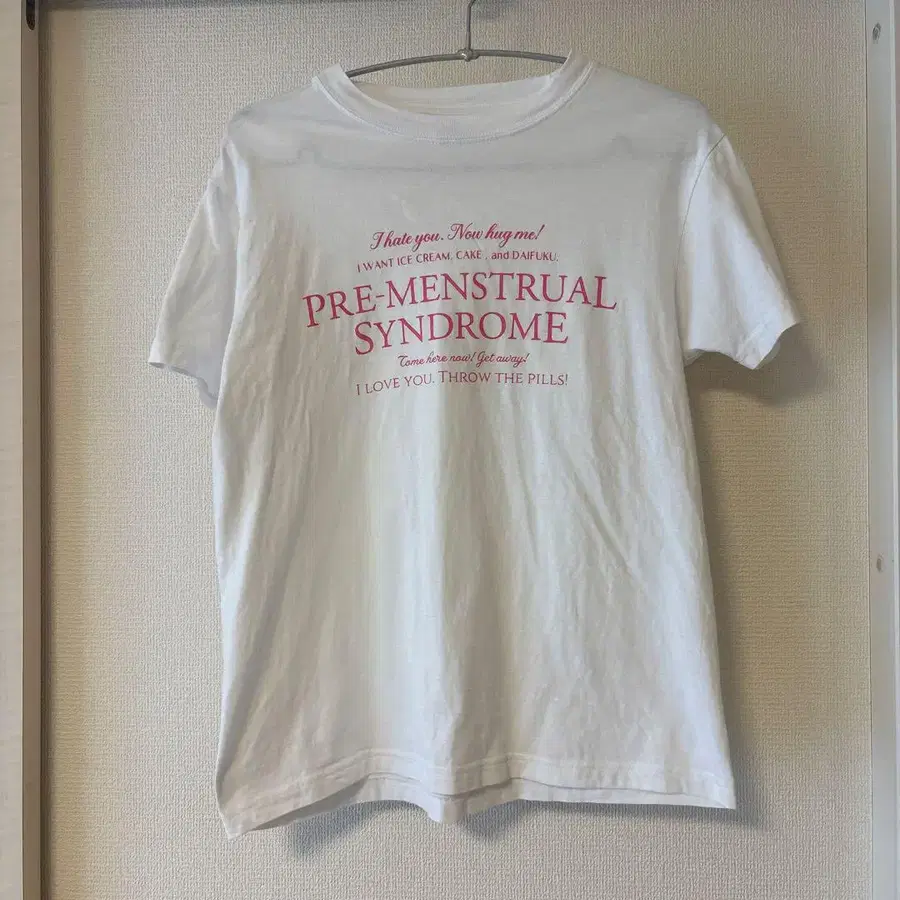 I hate you. Now hug me!
I WANT ICE CREAM, CAKE , and DAIFUKU.
PRE-MENSTRUAL
SYNDROME
Come here now! Get away!
I LOVE YOU. THROW THE PILLS!